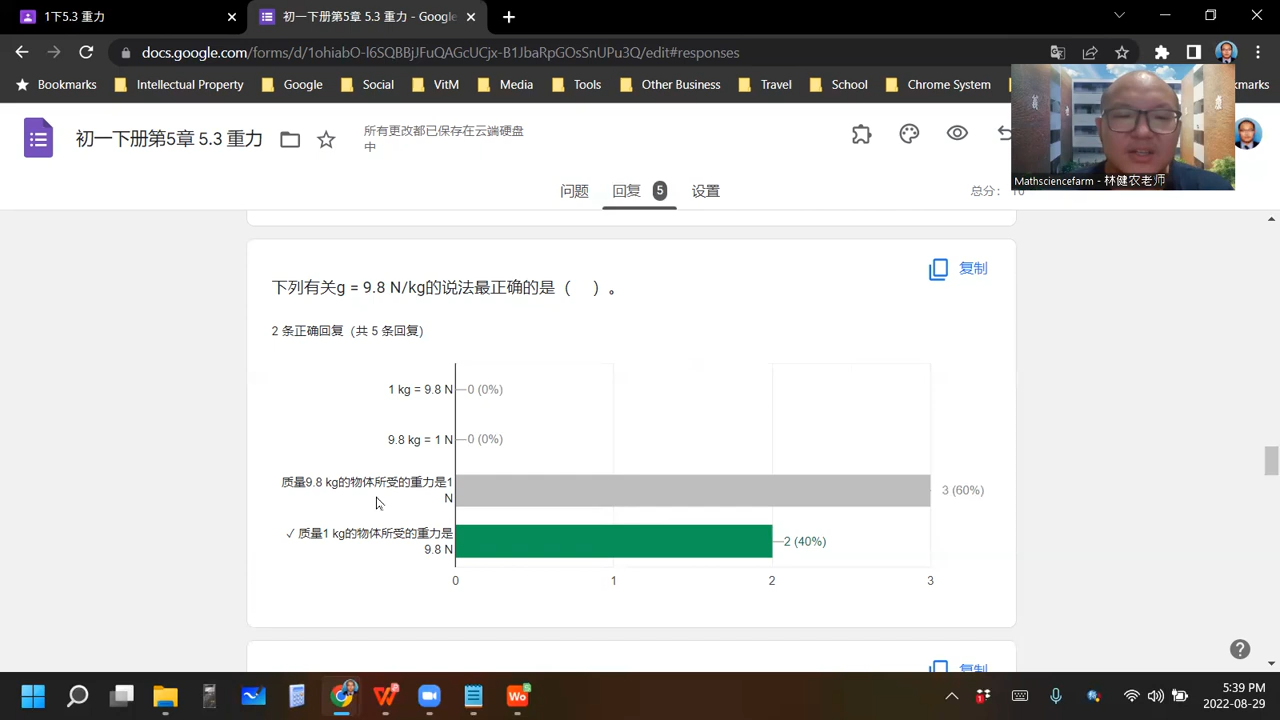 1下5.3 重力
初一下册第5章 5.3 重力 - Google
docs.google.com/forms/d/1ohiabO-l6SQBBjJFuQAGcUCjx-B1DaRpGOsSnUPu3Q/edit#responses
Bookmarks
Intellectual Property
Google
Social
VitM
Media
Tools
Other Business
Travel
School
Chrome System
kmarks
初一下册第5章 5.3 重力
所有更改都已保存在云端硬盘
中
Mathsciencefarm - 林健农老师
问题
回复 5
设置
总分：
下列有关g = 9.8 N/kg的说法最正确的是（ ）。
复制
2 条正确回复（共 5 条回复)
1 kg = 9.8 N
0 (0%)
9.8 kg = 1 N
0 (0%)
质量9.8 kg的物体所受的重力是1
N
3 (60%)
✓ 质量1 kg的物体所受的重力是
9.8 N
2 (40%)
0 1 2 3
复制
5:39 PM
2022-08-29